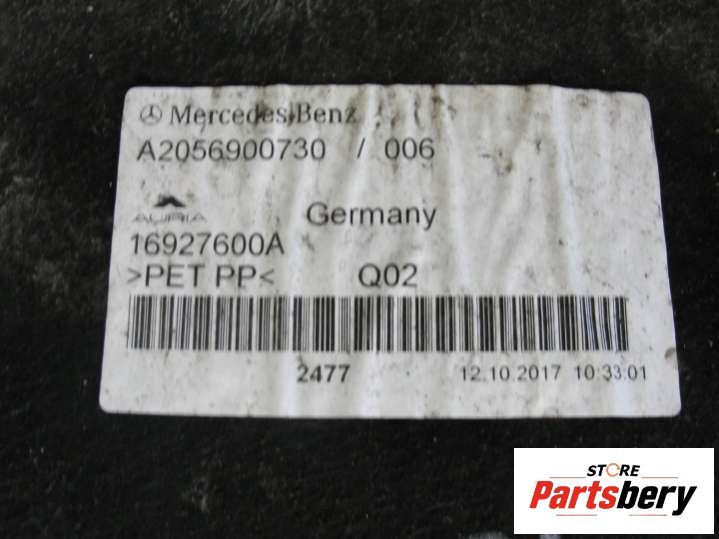 Mercedes-Benz
A2056900730 / 006
AURIA
Germany
16927600A
>PET PP<
Q02
2477
12.10.2017 10:33:01
STORE
Partsbery